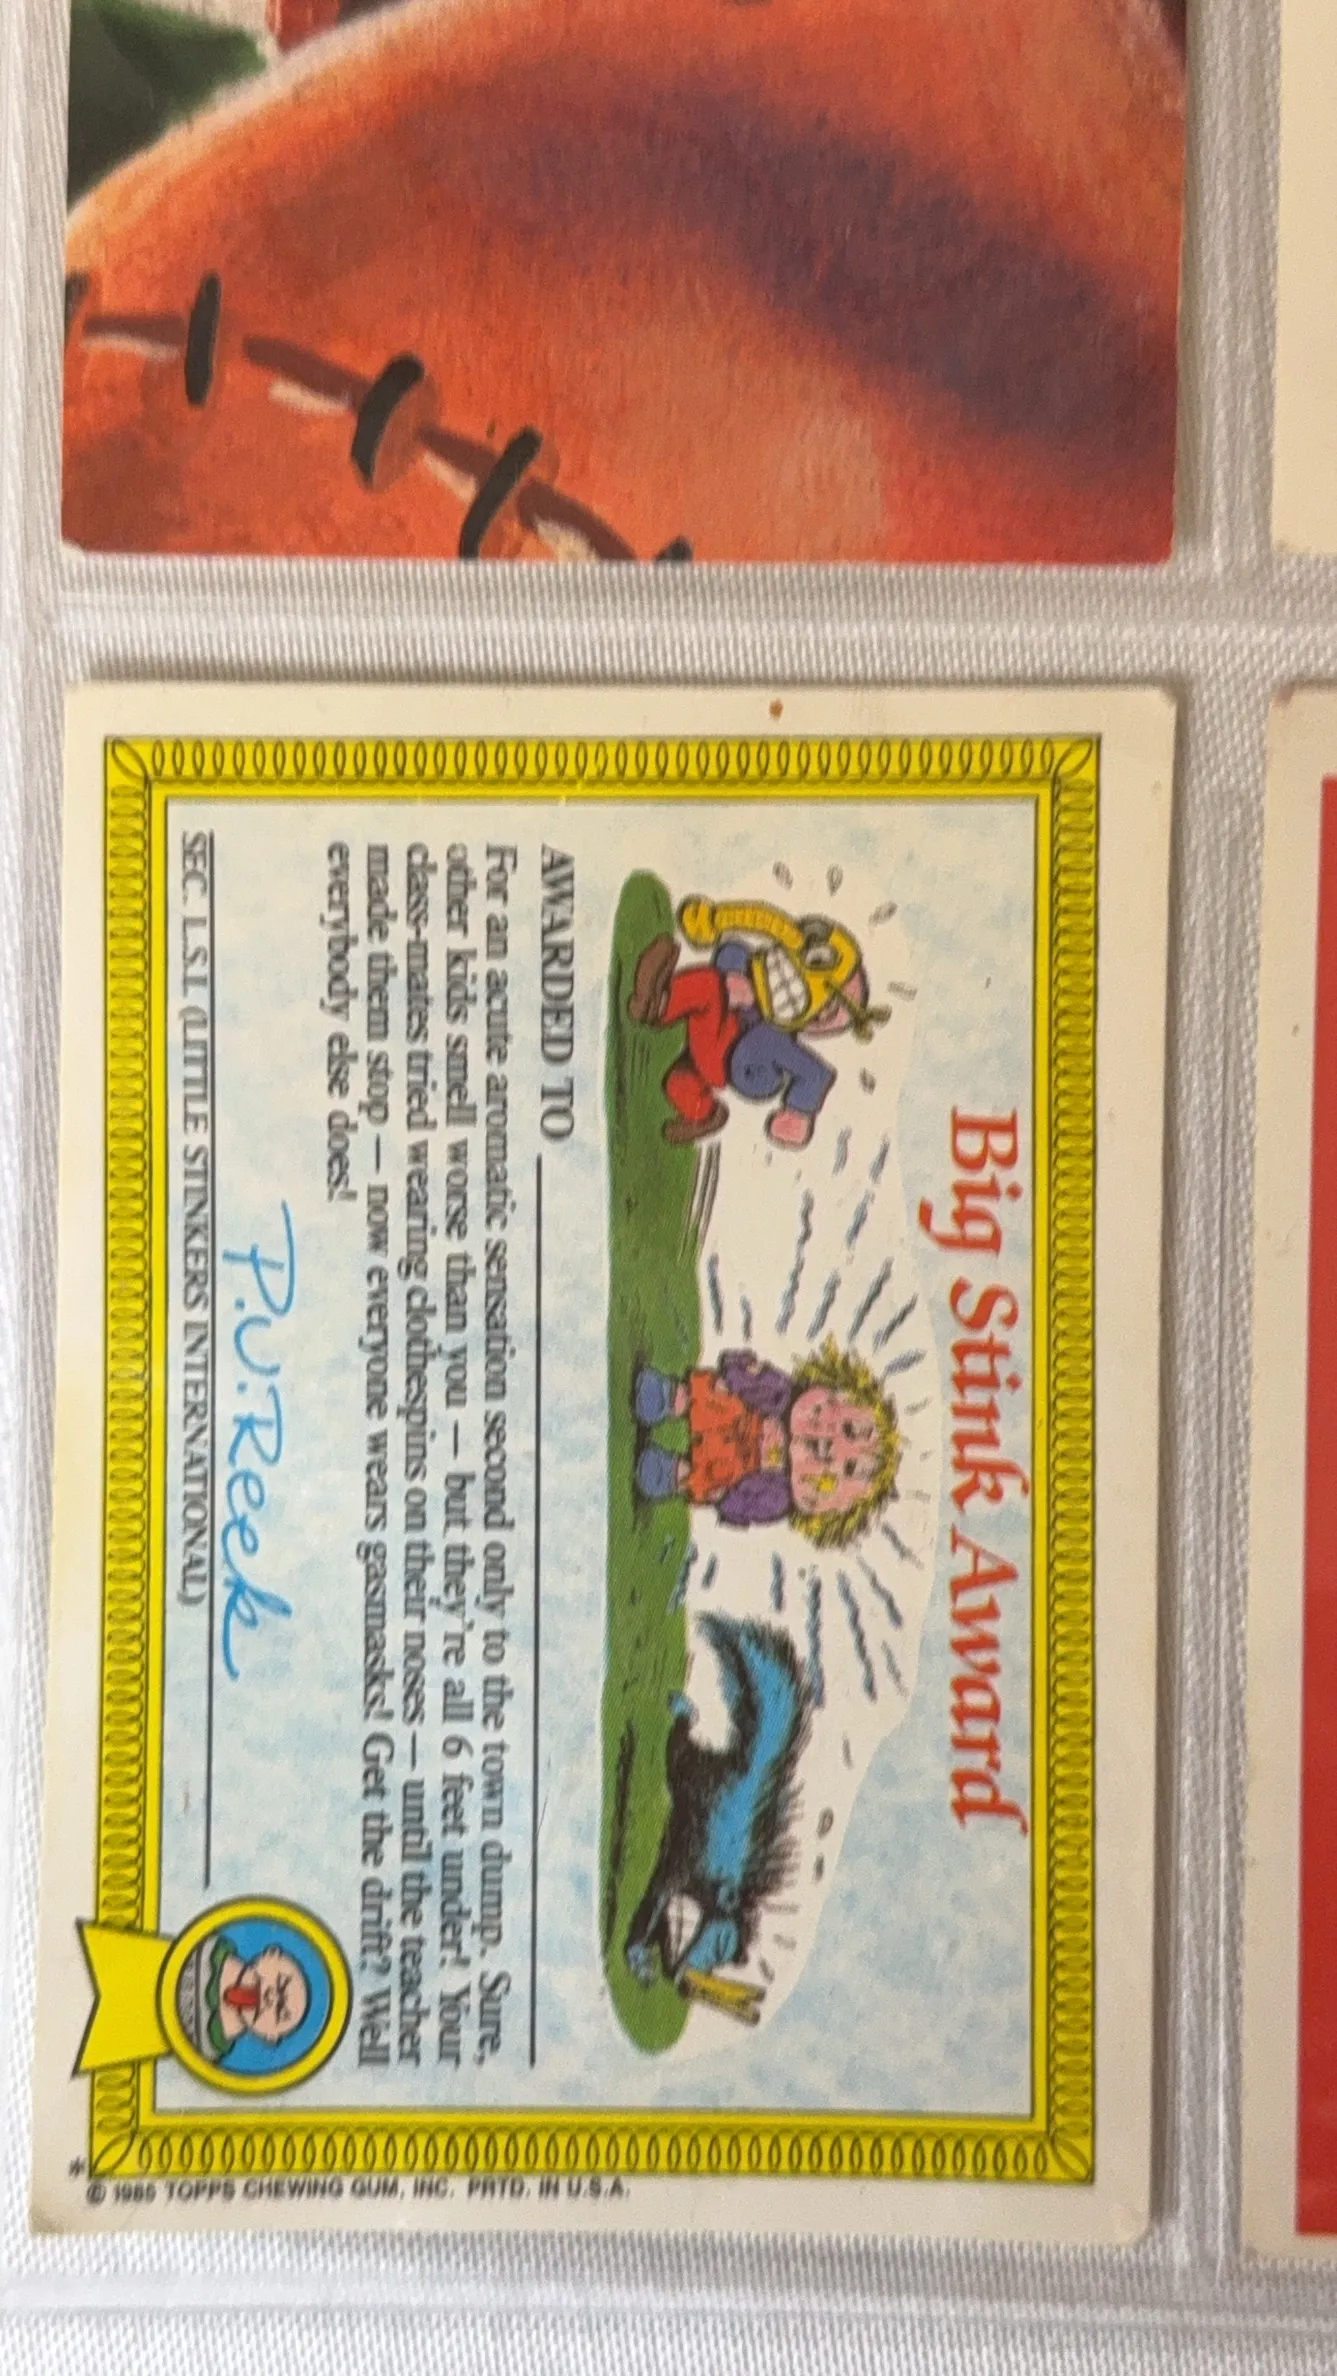 Big Stink Award
AWARDED TO
For an acute aromatic sensation second only to the town dump. Sure,
other kids smell worse than you — but they're all 6 feet under! Your
class-mates tried wearing clothespins on their noses — until the teacher
made them stop — now everyone wears gasmasks! Get the drift? Well
everybody else does!
P.U. Reek
SEC. L.S.I. (LITTLE STINKERS INTERNATIONAL)
*
© 1985 TOPPS CHEWING GUM, INC. PRTD. IN U.S.A.